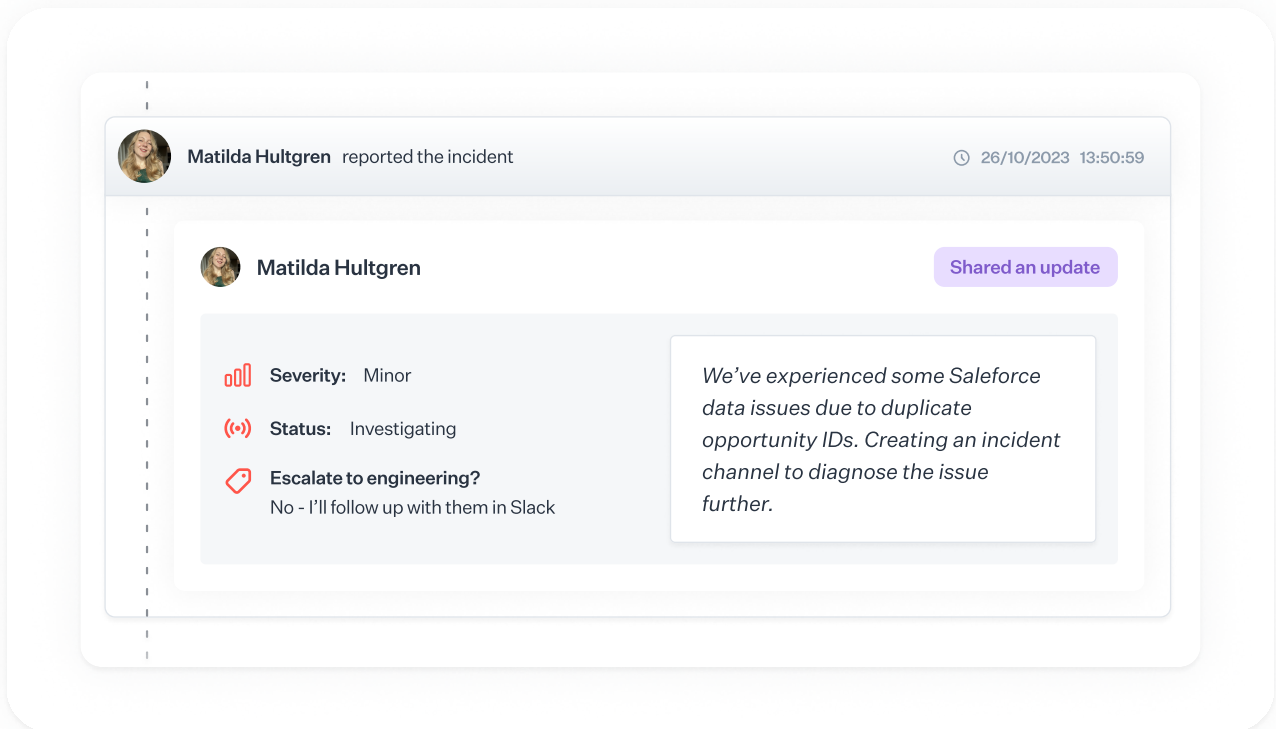 Matilda Hultgren reported the incident 26/10/2023 13:50:59
Matilda Hultgren Shared an update
Severity: Minor
Status: Investigating
Escalate to engineering?
No - I’ll follow up with them in Slack
We’ve experienced some Saleforce
data issues due to duplicate
opportunity IDs. Creating an incident
channel to diagnose the issue
further.